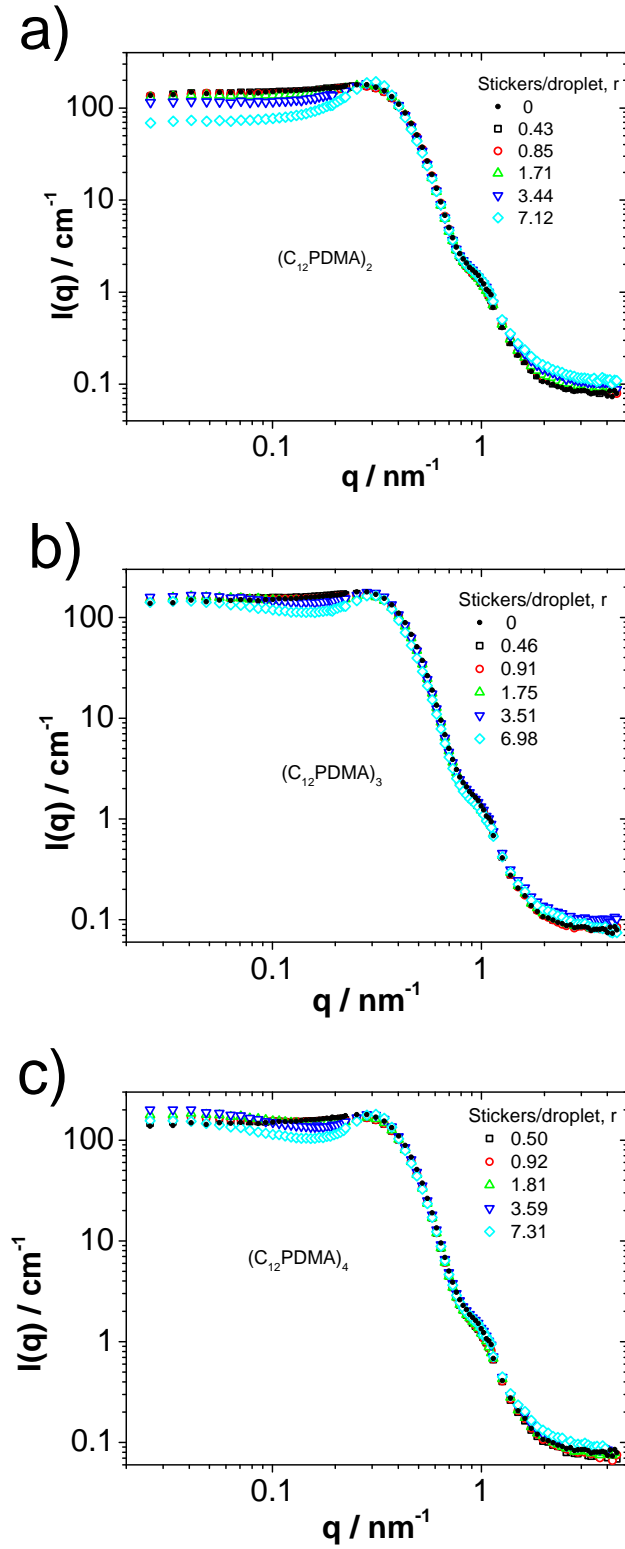 a)
Stickers/droplet, r
0
0.43
0.85
1.71
3.44
7.12
100
10
1
0.1
I(q) / cm⁻¹
(C₁₂PDMA)₂
0.1 1
q / nm⁻¹
b)
Stickers/droplet, r
0
0.46
0.91
1.75
3.51
6.98
100
10
1
0.1
I(q) / cm⁻¹
(C₁₂PDMA)₃
0.1 1
q / nm⁻¹
c)
Stickers/droplet, r
0.50
0.92
1.81
3.59
7.31
100
10
1
0.1
I(q) / cm⁻¹
(C₁₂PDMA)₄
0.1 1
q / nm⁻¹